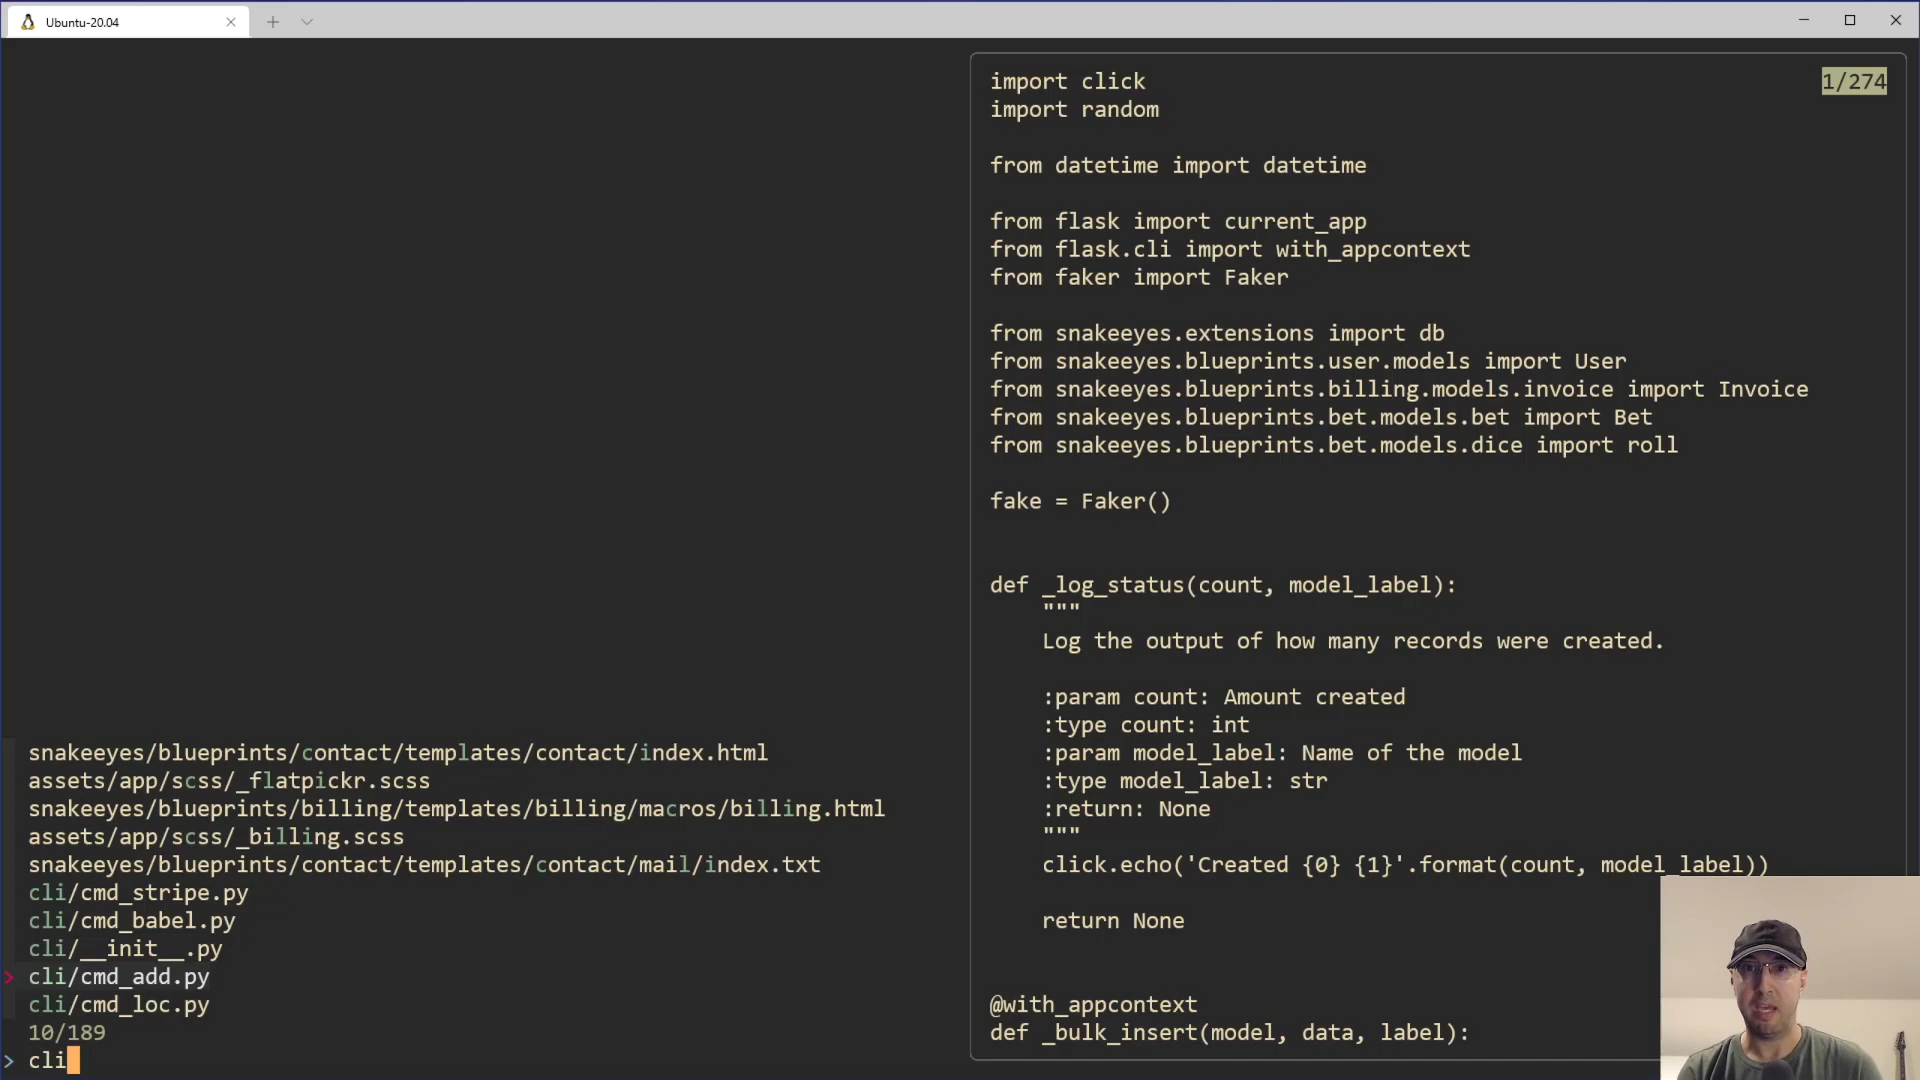 Ubuntu-20.04
import click
1/274
import random
from datetime import datetime
from flask import current_app
from flask.cli import with_appcontext
from faker import Faker
from snakeeyes.extensions import db
from snakeeyes.blueprints.user.models import User
from snakeeyes.blueprints.billing.models.invoice import Invoice
from snakeeyes.blueprints.bet.models.bet import Bet
from snakeeyes.blueprints.bet.models.dice import roll
fake = Faker()
def _log_status(count, model_label):
"""
Log the output of how many records were created.
:param count: Amount created
:type count: int
:param model_label: Name of the model
:type model_label: str
:return: None
"""
click.echo('Created {0} {1}'.format(count, model_label))
return None
@with_appcontext
def _bulk_insert(model, data, label):
snakeeyes/blueprints/contact/templates/contact/index.html
assets/app/scss/_flatpickr.scss
snakeeyes/blueprints/billing/templates/billing/macros/billing.html
assets/app/scss/_billing.scss
snakeeyes/blueprints/contact/templates/contact/mail/index.txt
cli/cmd_stripe.py
cli/cmd_babel.py
cli/__init__.py
> cli/cmd_add.py
cli/cmd_loc.py
10/189
> cli